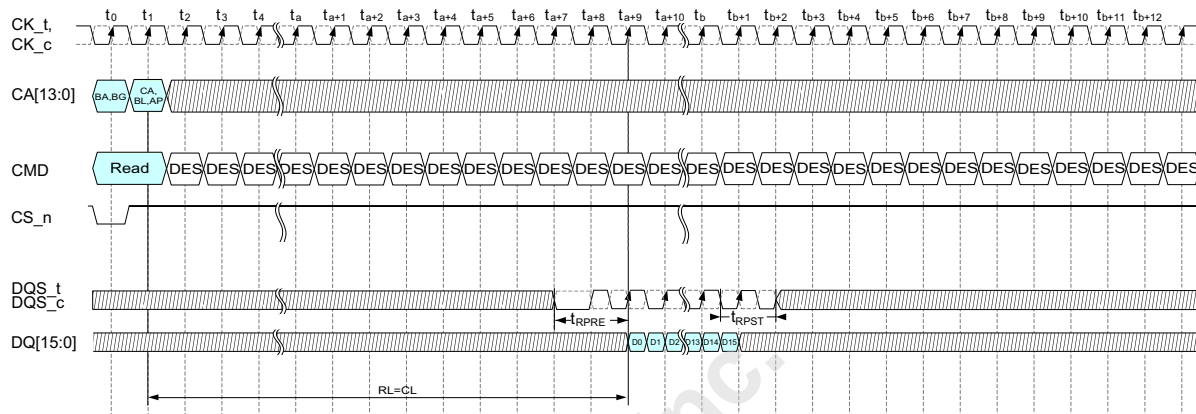 t0 t1 t2 t3 t4 ta ta+1 ta+2 ta+3 ta+4 ta+5 ta+6 ta+7 ta+8 ta+9 ta+10 tb tb+1 tb+2 tb+3 tb+4 tb+5 tb+6 tb+7 tb+8 tb+9 tb+10 tb+11 tb+12
CK_t,
CK_c
CA[13:0]
BA,BG
CA,
BL,AP
CMD
Read DES DES DES DES DES DES DES DES DES DES DES DES DES DES DES DES DES DES DES DES DES DES DES DES DES DES DES DES
CS_n
DQS_t
DQS_c
tRPRE
tRPST
DQ[15:0]
D0 D1 D2 D13 D14 D15
RL=CL
nc.